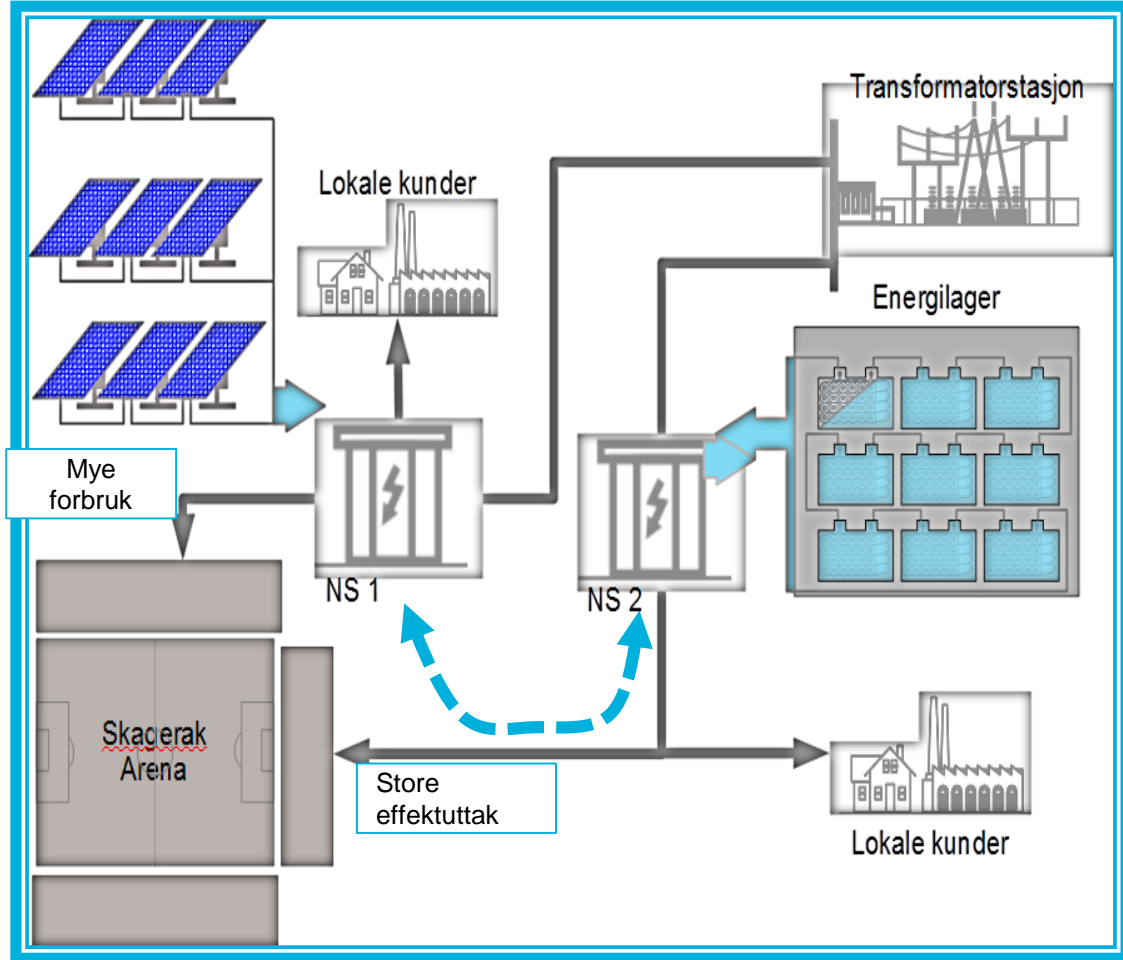 Transformatorstasjon
Lokale kunder
Energilager
Mye
forbruk
NS 1
NS 2
Skagerak
Arena
Store
effektuttak
Lokale kunder